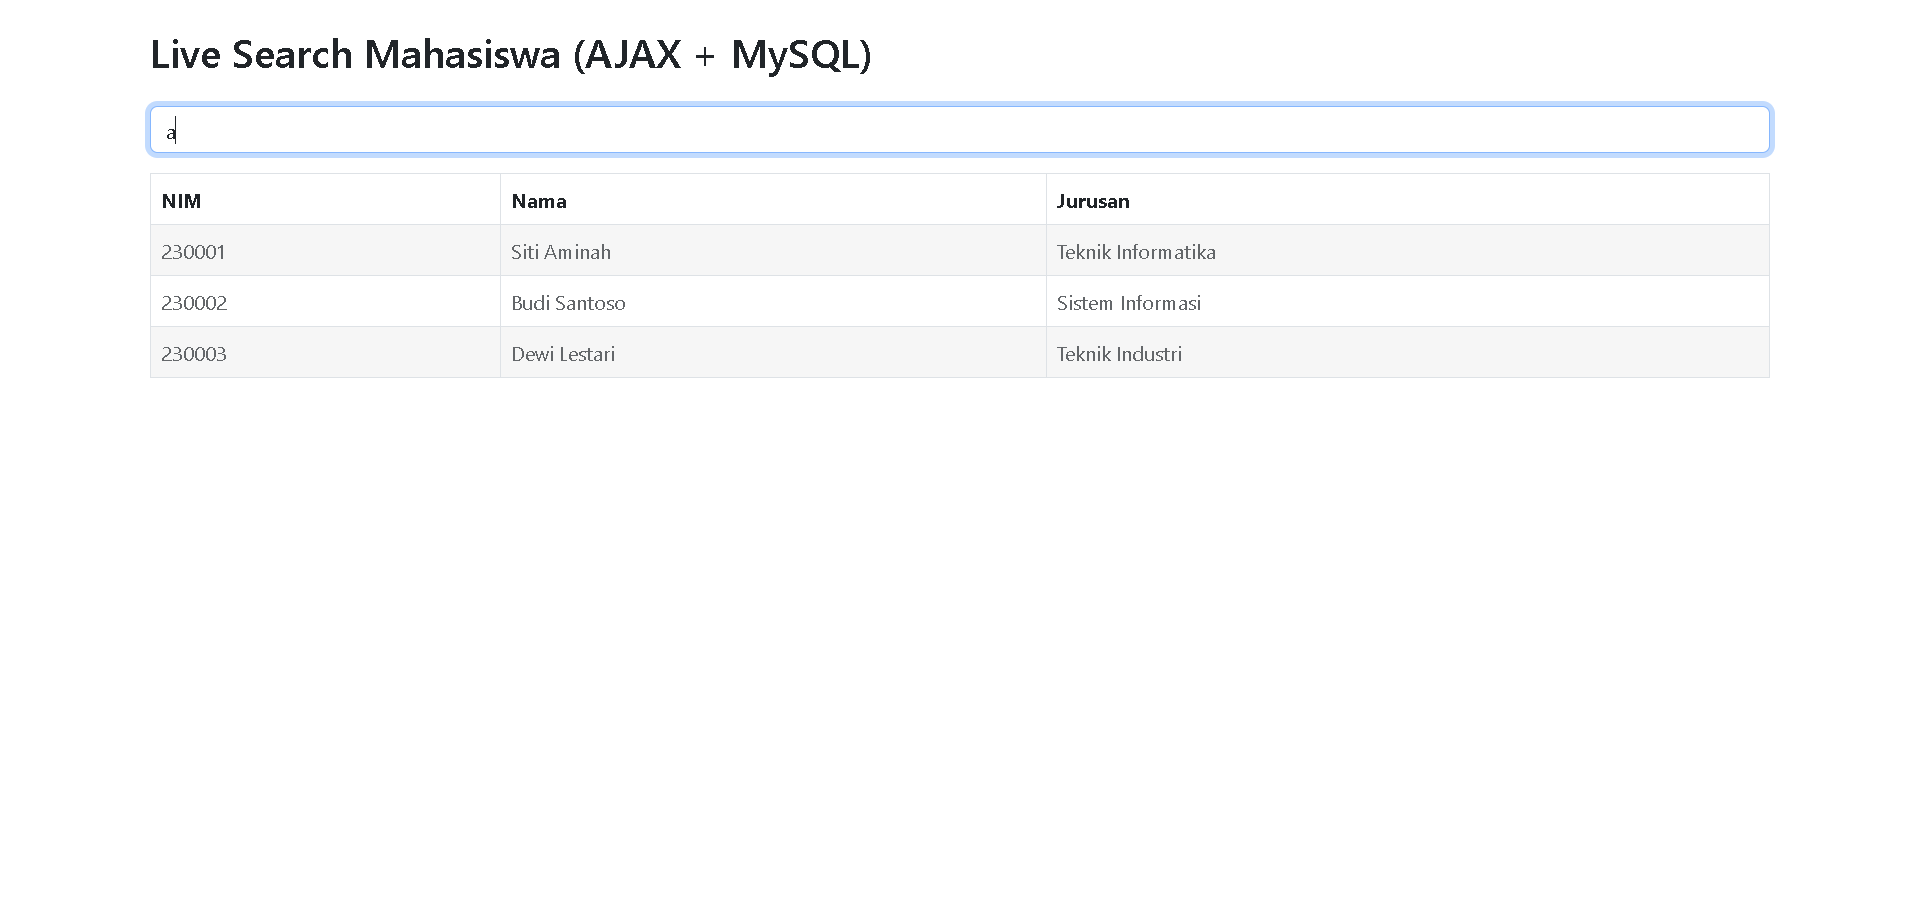 Live Search Mahasiswa (AJAX + MySQL)
a
NIM Nama Jurusan
230001 Siti Aminah Teknik Informatika
230002 Budi Santoso Sistem Informasi
230003 Dewi Lestari Teknik Industri